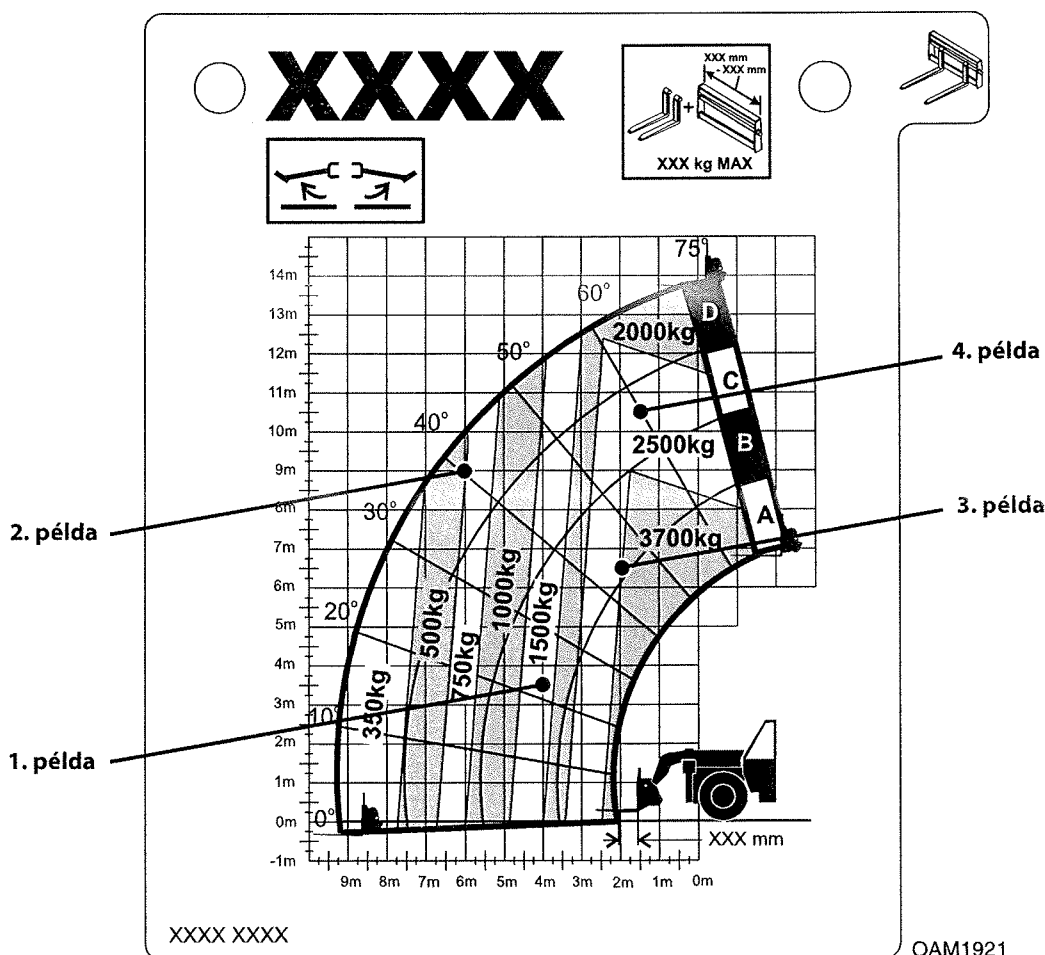 XXXX
XXX mm
- XXX mm
+
XXX kg MAX
75°
14m
60°
13m
D
2000kg
12m
50°
4. példa
C
11m
40°
10m
2500kg
B
9m
3. példa
8m
30°
A
2. példa
7m
3700kg
6m
1000kg
20°
500kg
5m
1500kg
4m
750kg
3m
350kg
10°
1. példa
2m
1m
0m
0°
XXX mm
-1m
9m 8m 7m 6m 5m 4m 3m 2m 1m 0m
XXXX XXXX
OAM1921